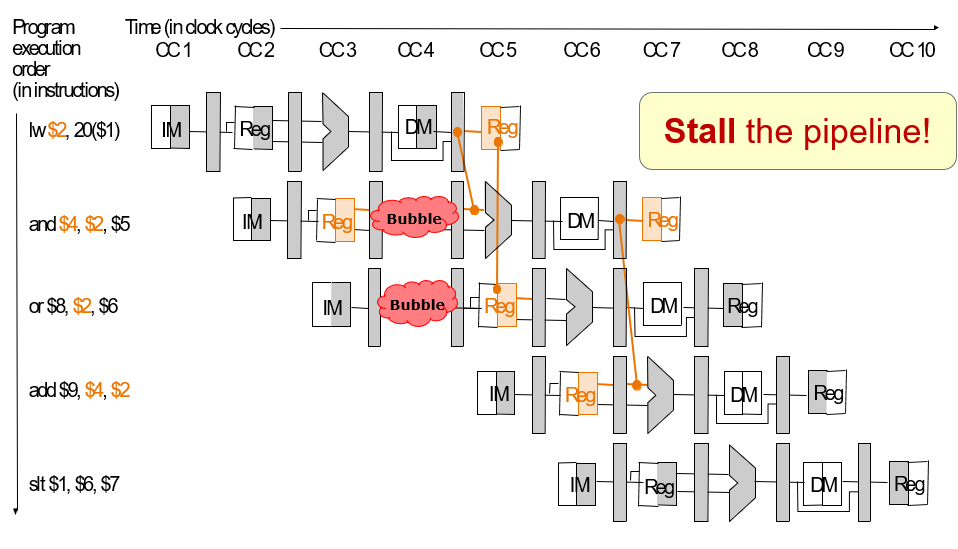 Program
execution
order
(in instructions)
Time (in clock cycles)
CC 1 CC 2 CC 3 CC 4 CC 5 CC 6 CC 7 CC 8 CC 9 CC 10
lw $2, 20($1)
IM Reg DM Reg
Stall the pipeline!
and $4, $2, $5
IM Reg Bubble DM Reg
or $8, $2, $6
IM Bubble Reg DM Reg
add $9, $4, $2
IM Reg DM Reg
slt $1, $6, $7
IM Reg DM Reg